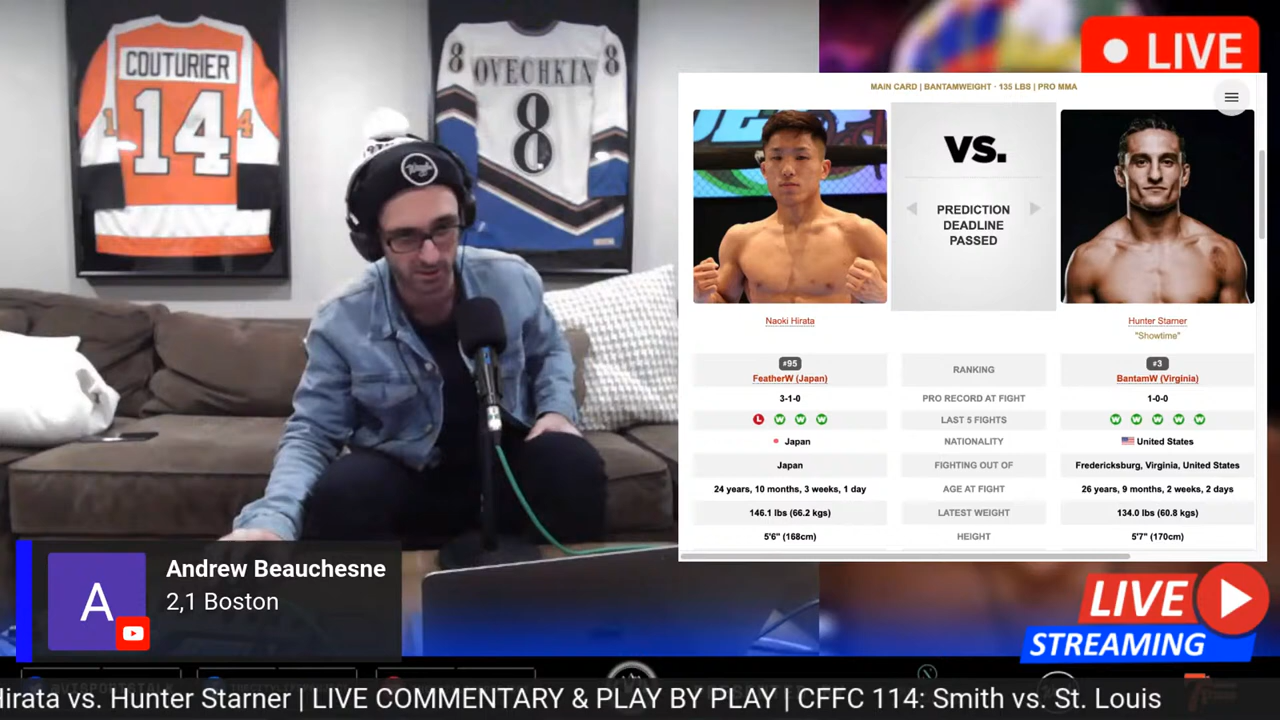 COUTURIER
14
4
8
OVECHKIN
8
8
LIVE
MAIN CARD | BANTAMWEIGHT · 135 LBS | PRO MMA
VS.
PREDICTION
DEADLINE
PASSED
Naoki Hirata
Hunter Starner
"Showtime"
#95
FeatherW (Japan)
RANKING
#3
BantamW (Virginia)
3-1-0
PRO RECORD AT FIGHT
1-0-0
L W W W
LAST 5 FIGHTS
W W W W W
Japan
NATIONALITY
United States
Japan
FIGHTING OUT OF
Fredericksburg, Virginia, United States
24 years, 10 months, 3 weeks, 1 day
AGE AT FIGHT
26 years, 9 months, 2 weeks, 2 days
146.1 lbs (66.2 kgs)
LATEST WEIGHT
134.0 lbs (60.8 kgs)
5'6" (168cm)
HEIGHT
5'7" (170cm)
A
Andrew Beauchesne
2,1 Boston
LIVE
STREAMING
Hirata vs. Hunter Starner | LIVE COMMENTARY & PLAY BY PLAY | CFFC 114: Smith vs. St. Louis